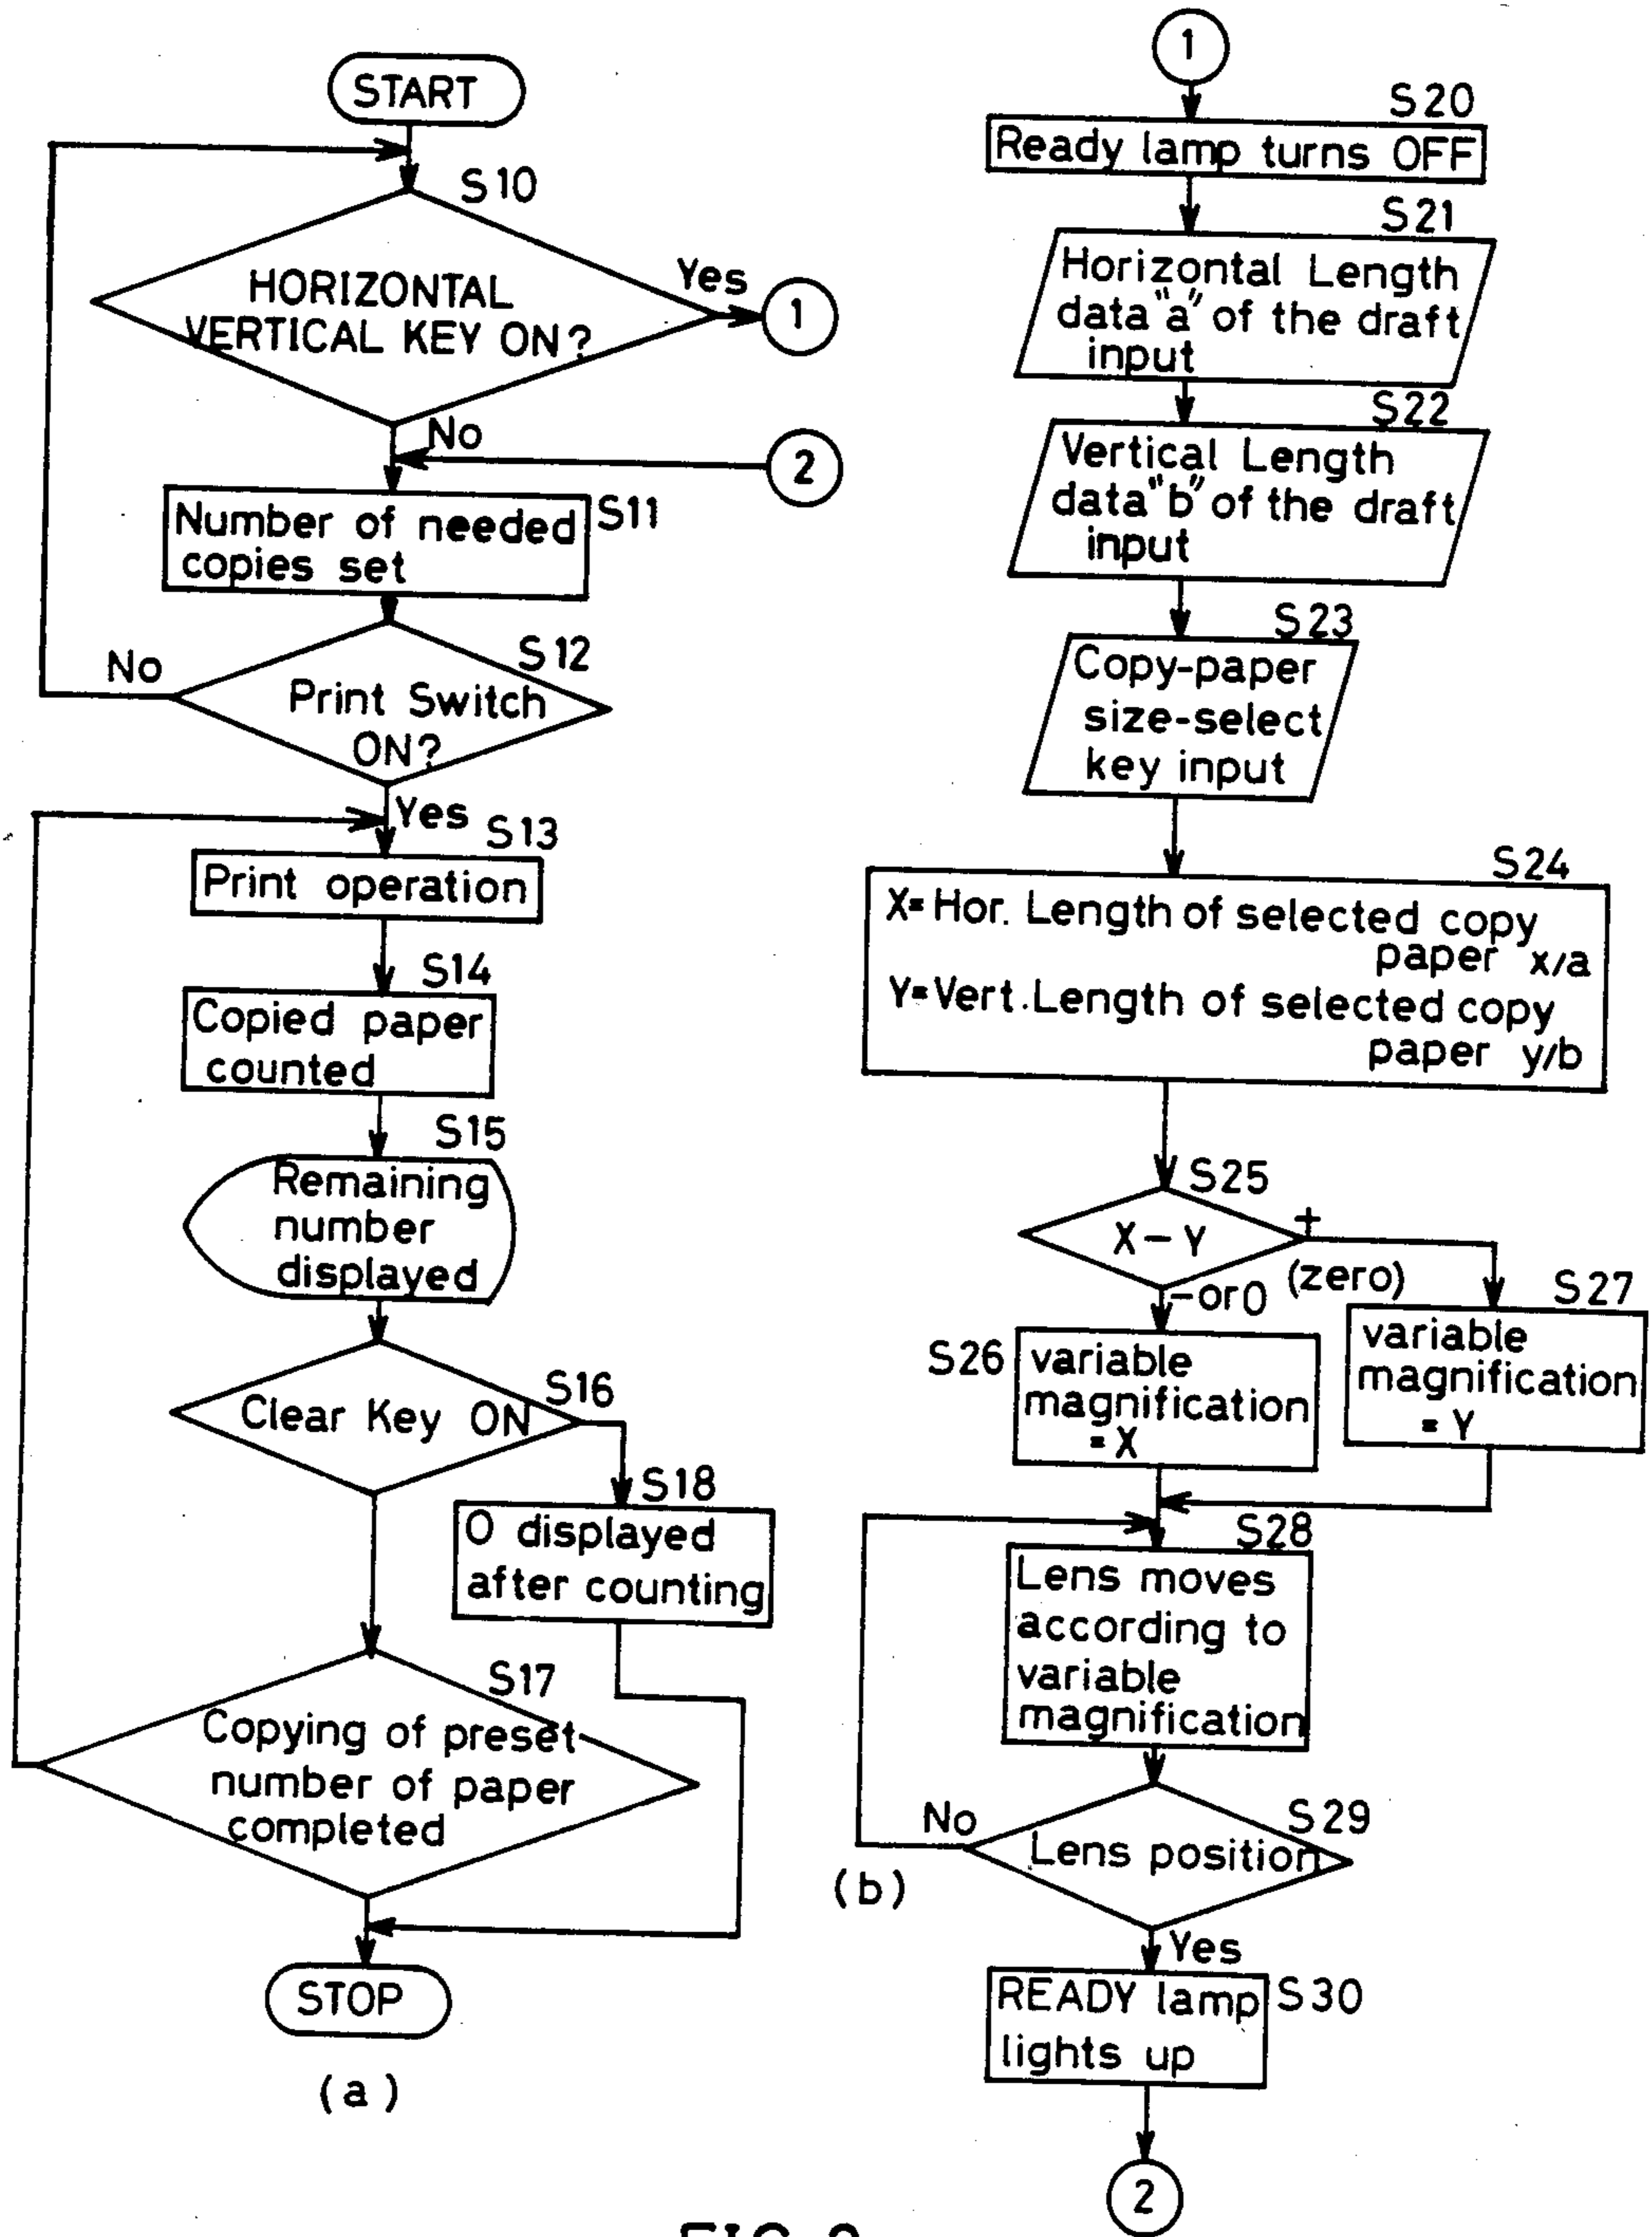 START
S10
HORIZONTAL
VERTICAL KEY ON?
Yes
1
No
2
Number of needed
copies set
S11
S12
No
Print Switch
ON?
Yes
S13
Print operation
S14
Copied paper
counted
S15
Remaining
number
displayed
S16
Clear Key ON
S18
0 displayed
after counting
S17
Copying of preset
number of paper
completed
STOP
(a)
1
S20
Ready lamp turns OFF
S21
Horizontal Length
data "a" of the draft
input
S22
Vertical Length
data "b" of the draft
input
S23
Copy-paper
size-select
key input
S24
X=Hor. Length of selected copy
paper x/a
Y=Vert. Length of selected copy
paper y/b
S25
X-Y
+
-or0 (zero)
S26
variable
magnification
=X
S27
variable
magnification
=Y
S28
Lens moves
according to
variable
magnification
S29
No
Lens position
(b)
Yes
READY lamp
lights up
S30
2